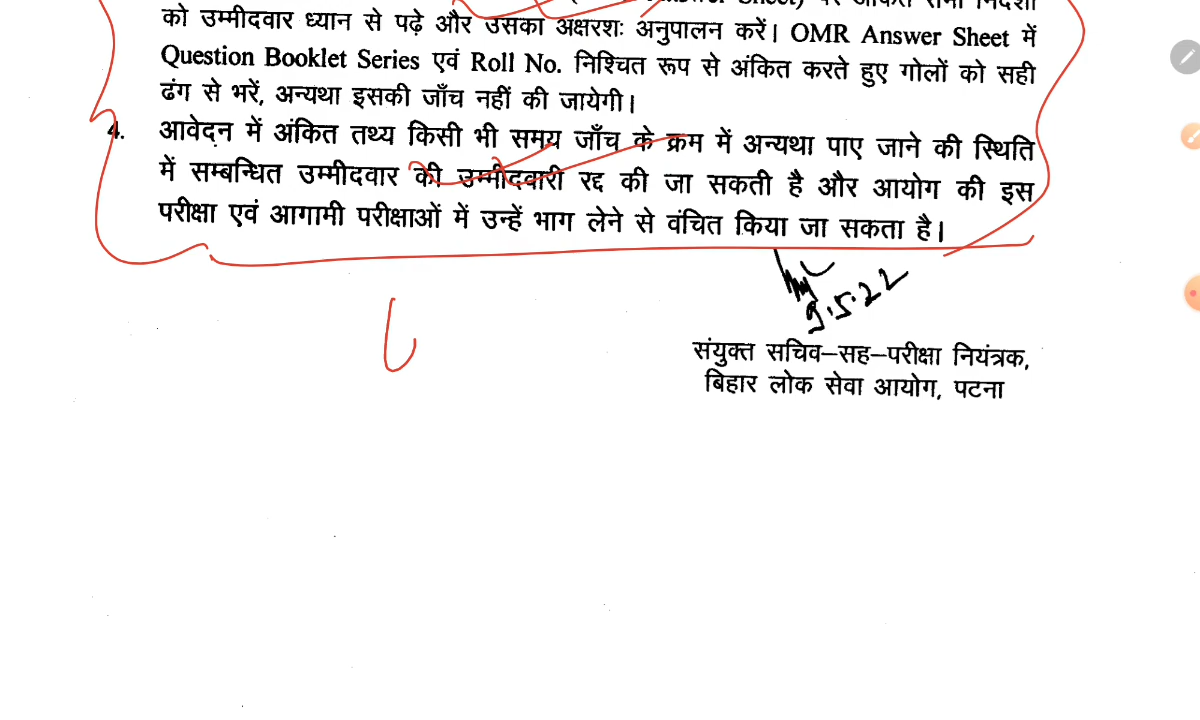 को उम्मीदवार ध्यान से पढ़े और उसका अक्षरशः अनुपालन करें। OMR Answer Sheet में
Question Booklet Series एवं Roll No. निश्चित रूप से अंकित करते हुए गोलों को सही
ढंग से भरें, अन्यथा इसकी जाँच नहीं की जायेगी।
4. आवेदन में अंकित तथ्य किसी भी समय जाँच के क्रम में अन्यथा पाए जाने की स्थिति
में सम्बन्धित उम्मीदवार की उम्मीदवारी रद्द की जा सकती है और आयोग की इस
परीक्षा एवं आगामी परीक्षाओं में उन्हें भाग लेने से वंचित किया जा सकता है।
9.5.22
संयुक्त सचिव–सह–परीक्षा नियंत्रक,
बिहार लोक सेवा आयोग, पटना